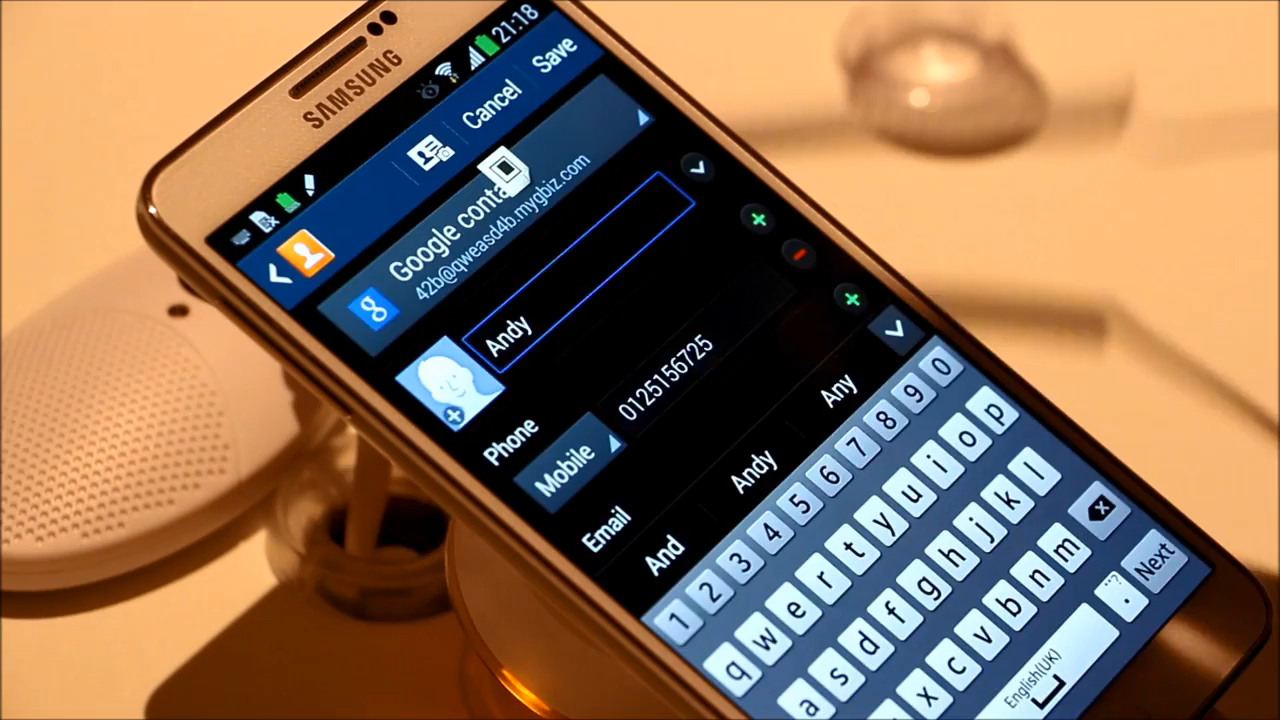 SAMSUNG
21:18
Cancel
Save
Google conta
42b@qweasd4b.mygbiz.com
g
Andy
Phone
Mobile
0125156725
Email
And
Andy
Any
1 2 3 4 5 6 7 8 9 0
q w e r t y u i o p
a s d f g h j k l
x c v b n m
English(UK)
.
Next